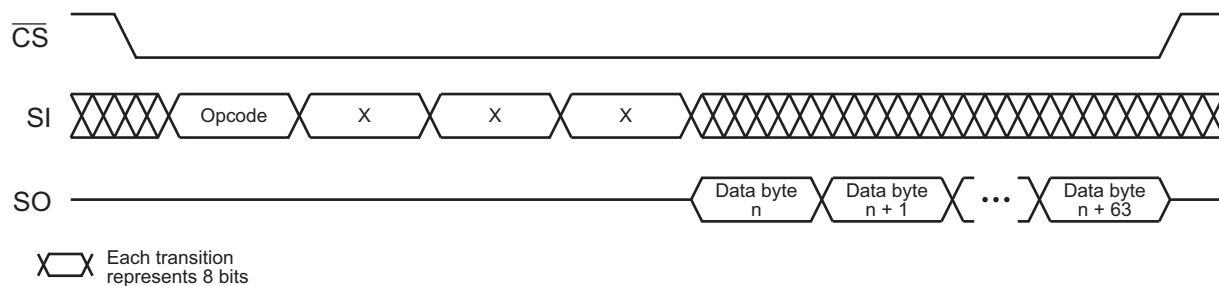 CS
SI Opcode X X X
SO Data byte n Data byte n + 1 ••• Data byte n + 63
Each transition
represents 8 bits